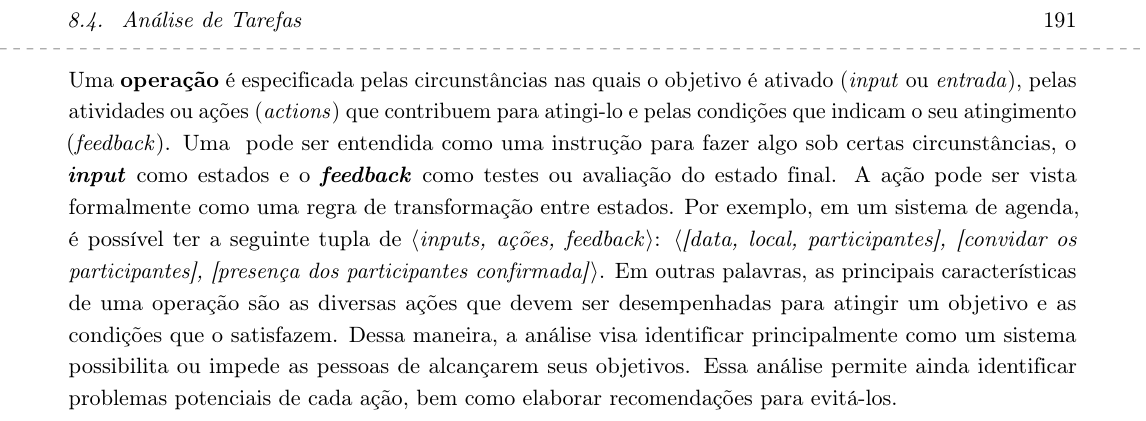 8.4. Análise de Tarefas 191
Uma operação é especificada pelas circunstâncias nas quais o objetivo é ativado (input ou entrada), pelas
atividades ou ações (actions) que contribuem para atingi-lo e pelas condições que indicam o seu atingimento
(feedback). Uma pode ser entendida como uma instrução para fazer algo sob certas circunstâncias, o
input como estados e o feedback como testes ou avaliação do estado final. A ação pode ser vista
formalmente como uma regra de transformação entre estados. Por exemplo, em um sistema de agenda,
é possível ter a seguinte tupla de ⟨inputs, ações, feedback⟩: ⟨[data, local, participantes], [convidar os
participantes], [presença dos participantes confirmada]⟩. Em outras palavras, as principais características
de uma operação são as diversas ações que devem ser desempenhadas para atingir um objetivo e as
condições que o satisfazem. Dessa maneira, a análise visa identificar principalmente como um sistema
possibilita ou impede as pessoas de alcançarem seus objetivos. Essa análise permite ainda identificar
problemas potenciais de cada ação, bem como elaborar recomendações para evitá-los.